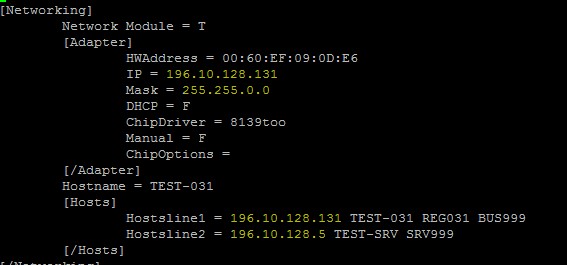 [Networking]
Network Module = T
[Adapter]
HWAddress = 00:60:EF:09:0D:E6
IP = 196.10.128.131
Mask = 255.255.0.0
DHCP = F
ChipDriver = 8139too
Manual = F
ChipOptions =
[/Adapter]
Hostname = TEST-031
[Hosts]
Hostsline1 = 196.10.128.131 TEST-031 REG031 BUS999
Hostsline2 = 196.10.128.5 TEST-SRV SRV999
[/Hosts]
[/Networking]